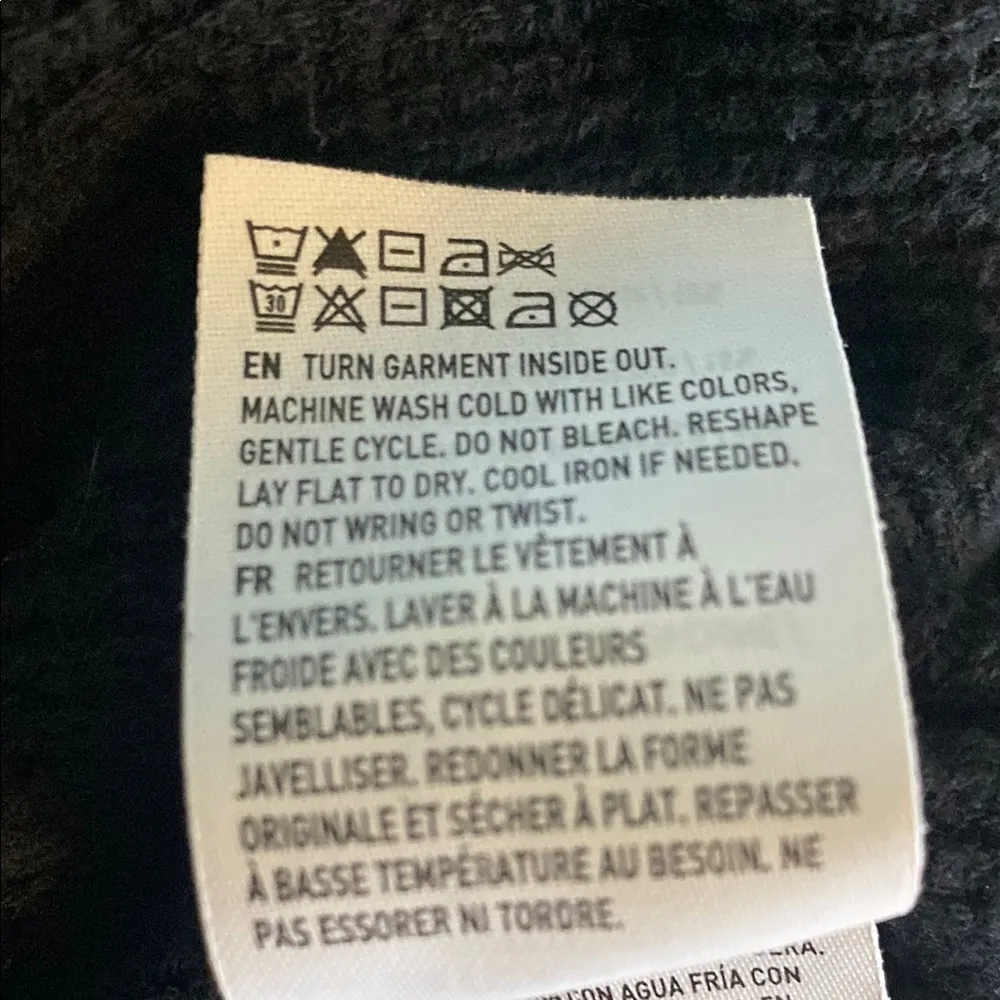 30
EN TURN GARMENT INSIDE OUT.
MACHINE WASH COLD WITH LIKE COLORS,
GENTLE CYCLE. DO NOT BLEACH. RESHAPE
LAY FLAT TO DRY. COOL IRON IF NEEDED.
DO NOT WRING OR TWIST.
FR RETOURNER LE VÊTEMENT À
L'ENVERS. LAVER À LA MACHINE À L'EAU
FROIDE AVEC DES COULEURS
SEMBLABLES, CYCLE DÉLICAT. NE PAS
JAVELLISER. REDONNER LA FORME
ORIGINALE ET SÉCHER À PLAT. REPASSER
À BASSE TEMPÉRATURE AU BESOIN. NE
PAS ESSORER NI TORDRE.
CON AGUA FRÍA CON